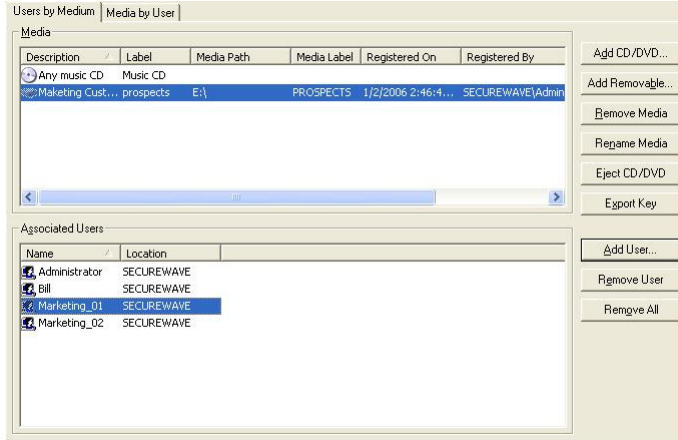 Users by Medium Media by User
Media
Description Label Media Path Media Label Registered On Registered By
Any music CD Music CD
Maketing Cust... prospects E:\ PROSPECTS 1/2/2006 2:46:4... SECUREWAVE\Admin
Associated Users
Name Location
Administrator SECUREWAVE
Bill SECUREWAVE
Marketing_01 SECUREWAVE
Marketing_02 SECUREWAVE
Add CD/DVD...
Add Removable...
Remove Media
Rename Media
Eject CD/DVD
Export Key
Add User...
Remove User
Remove All